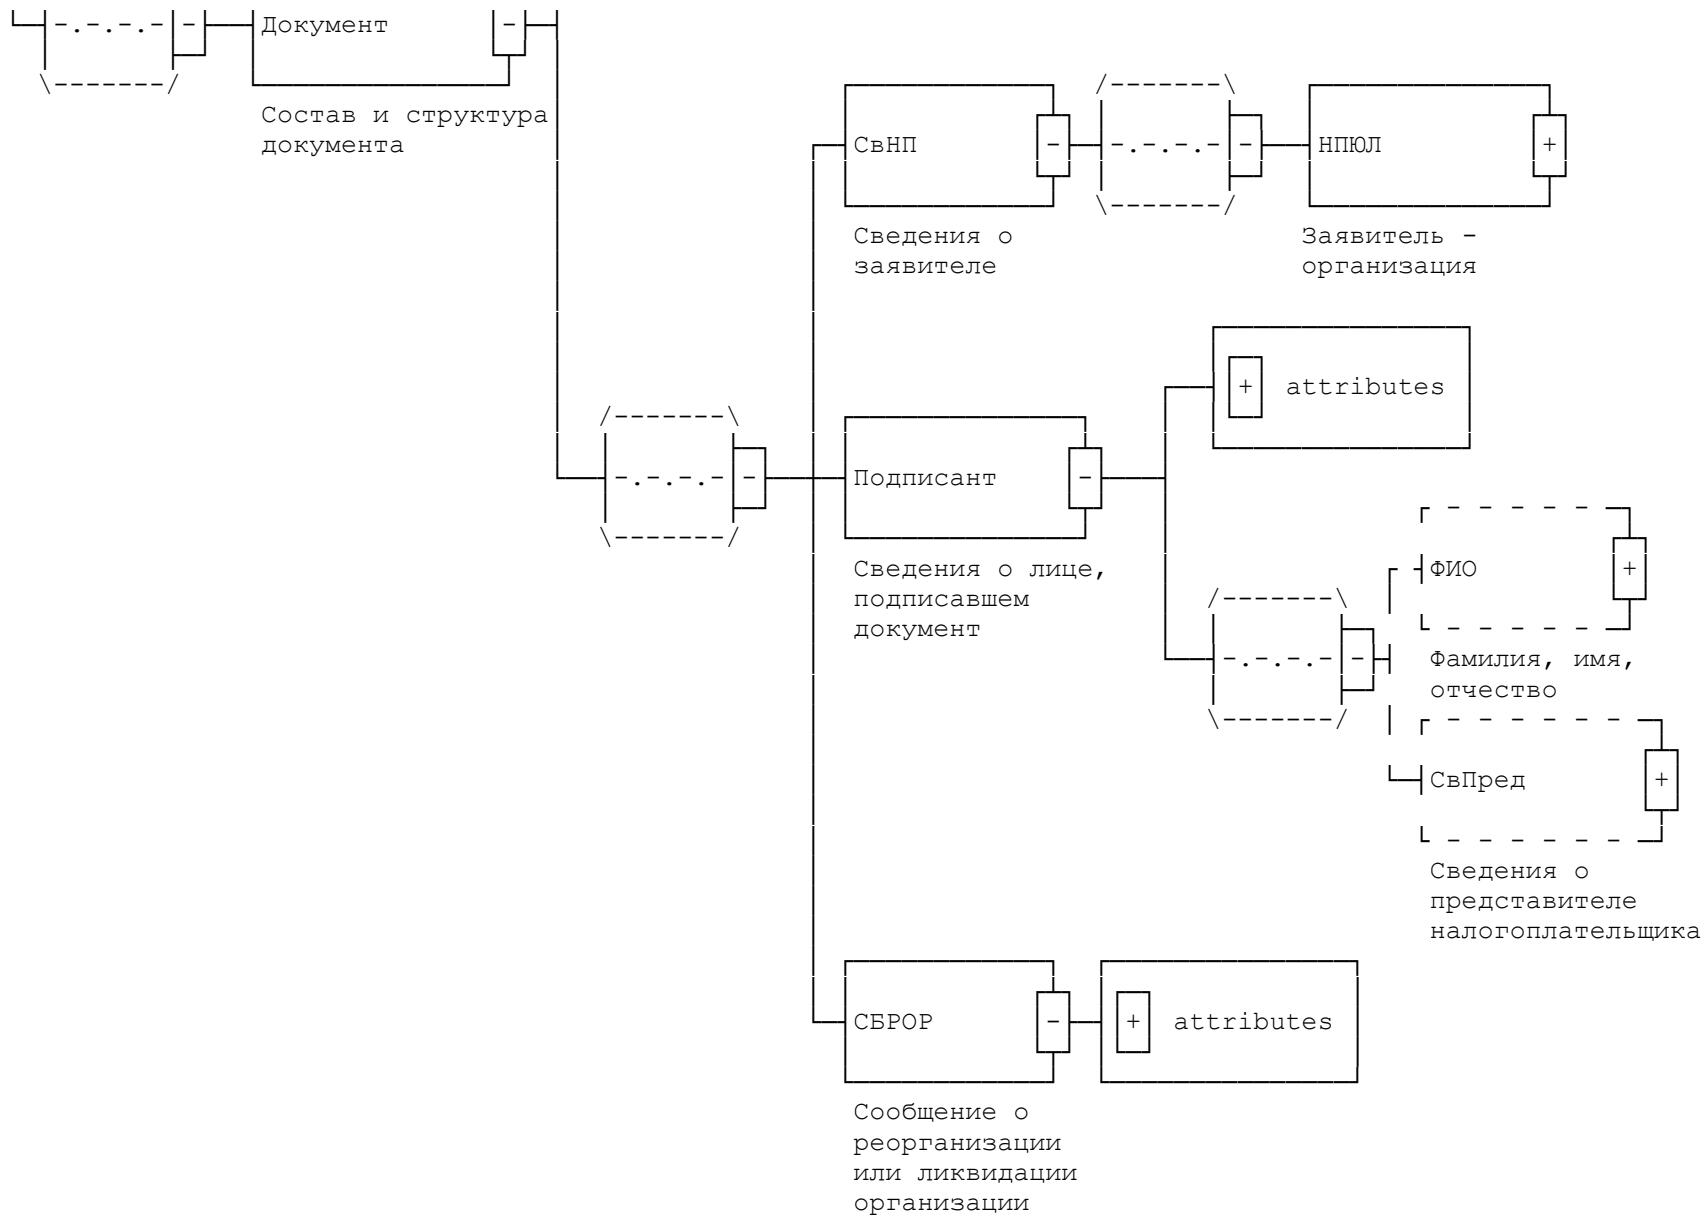 Документ
Состав и структура
документа
СвНП
НПЮЛ
Сведения о
заявителе
Заявитель -
организация
attributes
Подписант
Сведения о лице,
подписавшем
документ
ФИО
Фамилия, имя,
отчество
СвПред
Сведения о
представителе
налогоплательщика
СБРОР
attributes
Сообщение о
реорганизации
или ликвидации
организации